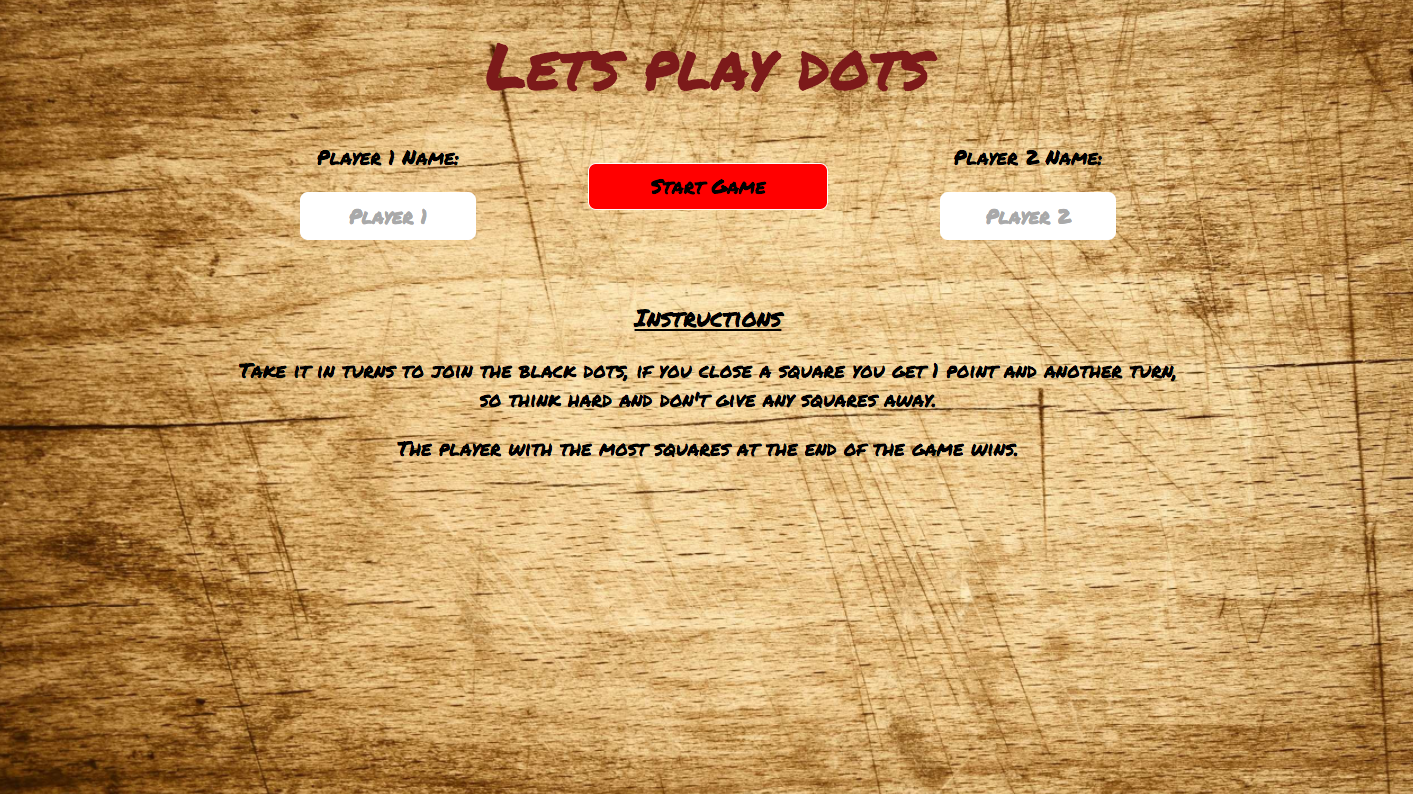 Lets play dots
Player 1 Name:
Start Game
Player 2 Name:
Player 1
Player 2
Instructions
Take it in turns to join the black dots, if you close a square you get 1 point and another turn,
so think hard and don't give any squares away.
The player with the most squares at the end of the game wins.